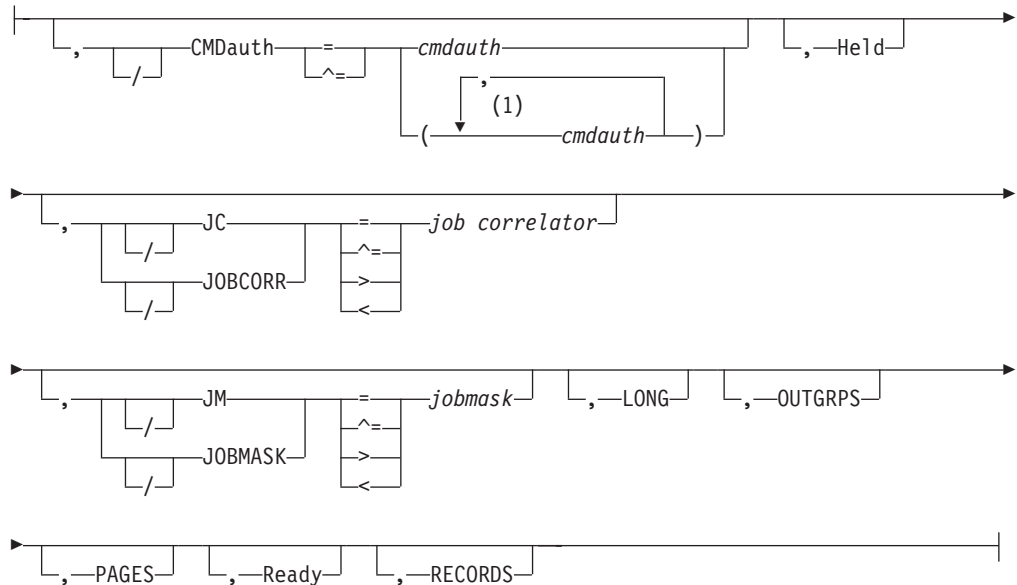 , / CMDauth = cmdauth , Held
^= ,
(1)
( cmdauth )
, / JC = job correlator
^=
/ JOBCORR >
<
, / JM = jobmask , LONG , OUTGRPS
^=
/ JOBMASK >
<
, PAGES , Ready , RECORDS